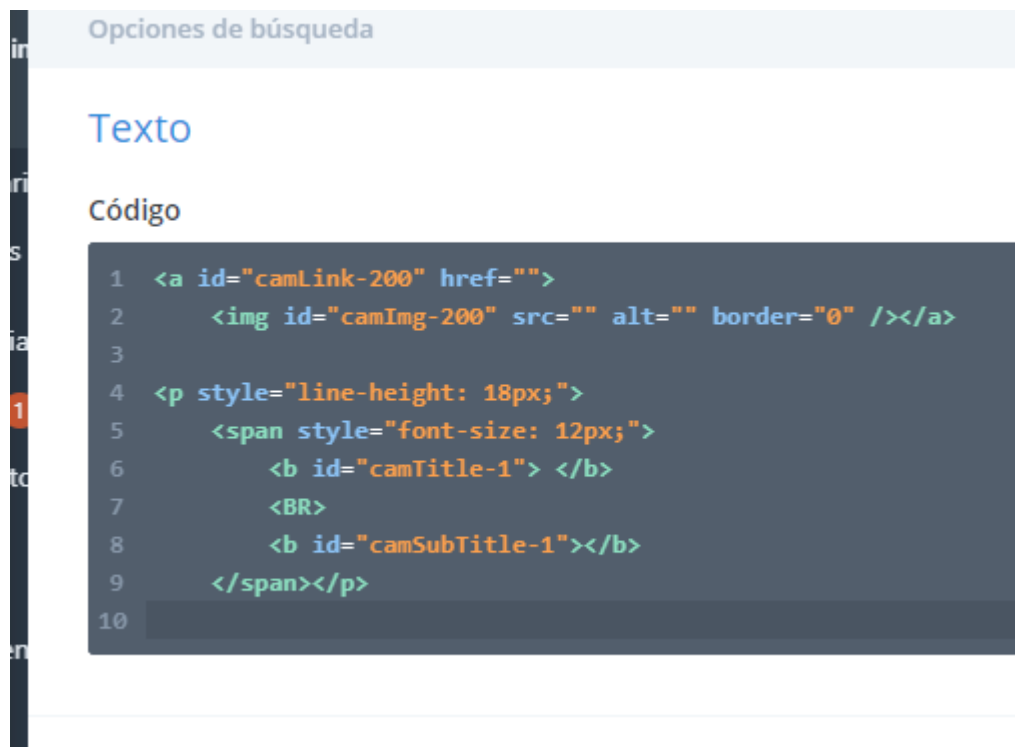 Opciones de búsqueda
Texto
Código
1 <a id="camLink-200" href="">
2 <img id="camImg-200" src="" alt="" border="0" /></a>
3
4 <p style="line-height: 18px;">
5 <span style="font-size: 12px;">
6 <b id="camTitle-1"> </b>
7 <BR>
8 <b id="camSubTitle-1"></b>
9 </span></p>
10
1